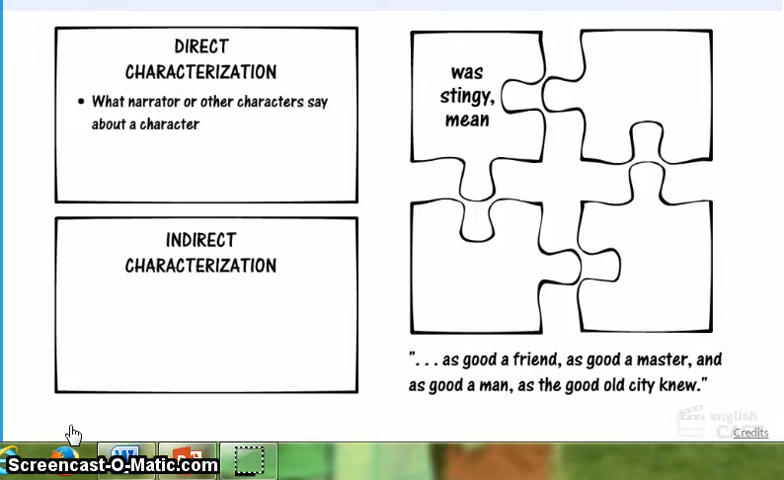 DIRECT
CHARACTERIZATION
• What narrator or other characters say
about a character
INDIRECT
CHARACTERIZATION
was
stingy,
mean
". . . as good a friend, as good a master, and
as good a man, as the good old city knew."
english
Credits
Screencast-O-Matic.com